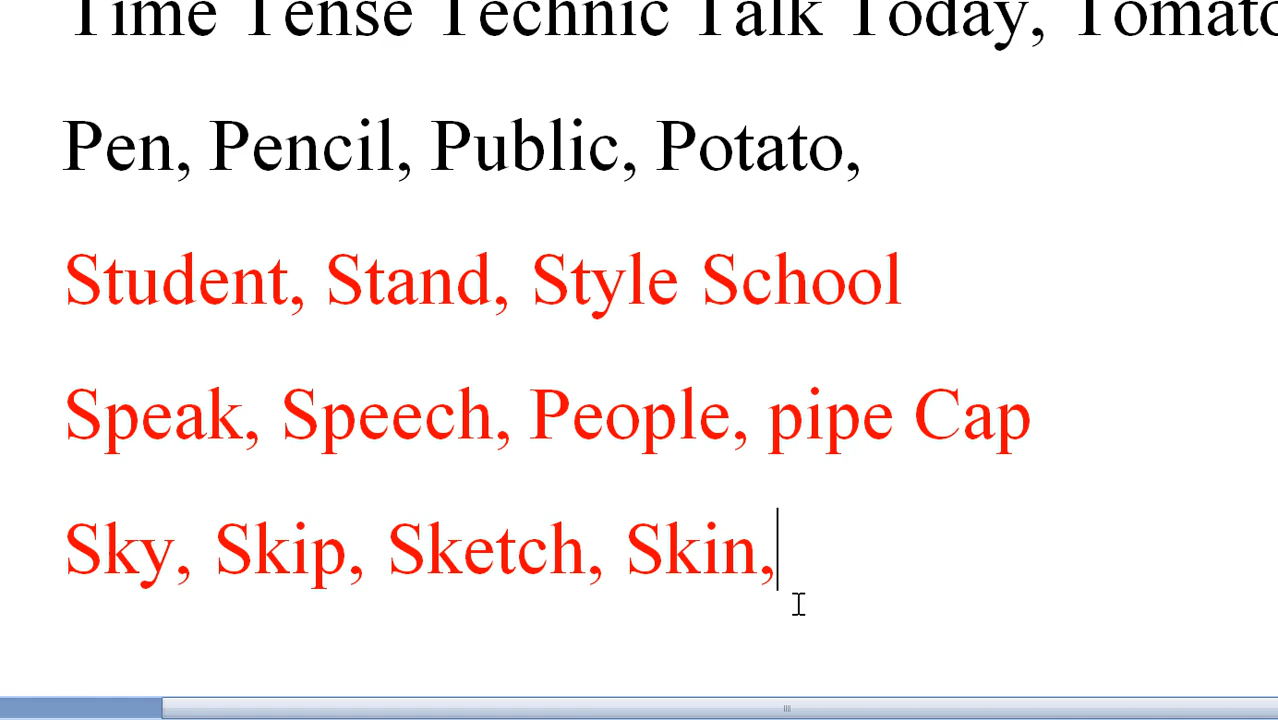 Time Tense Technic Talk Today, Tomato
Pen, Pencil, Public, Potato,
Student, Stand, Style School
Speak, Speech, People, pipe Cap
Sky, Skip, Sketch, Skin,